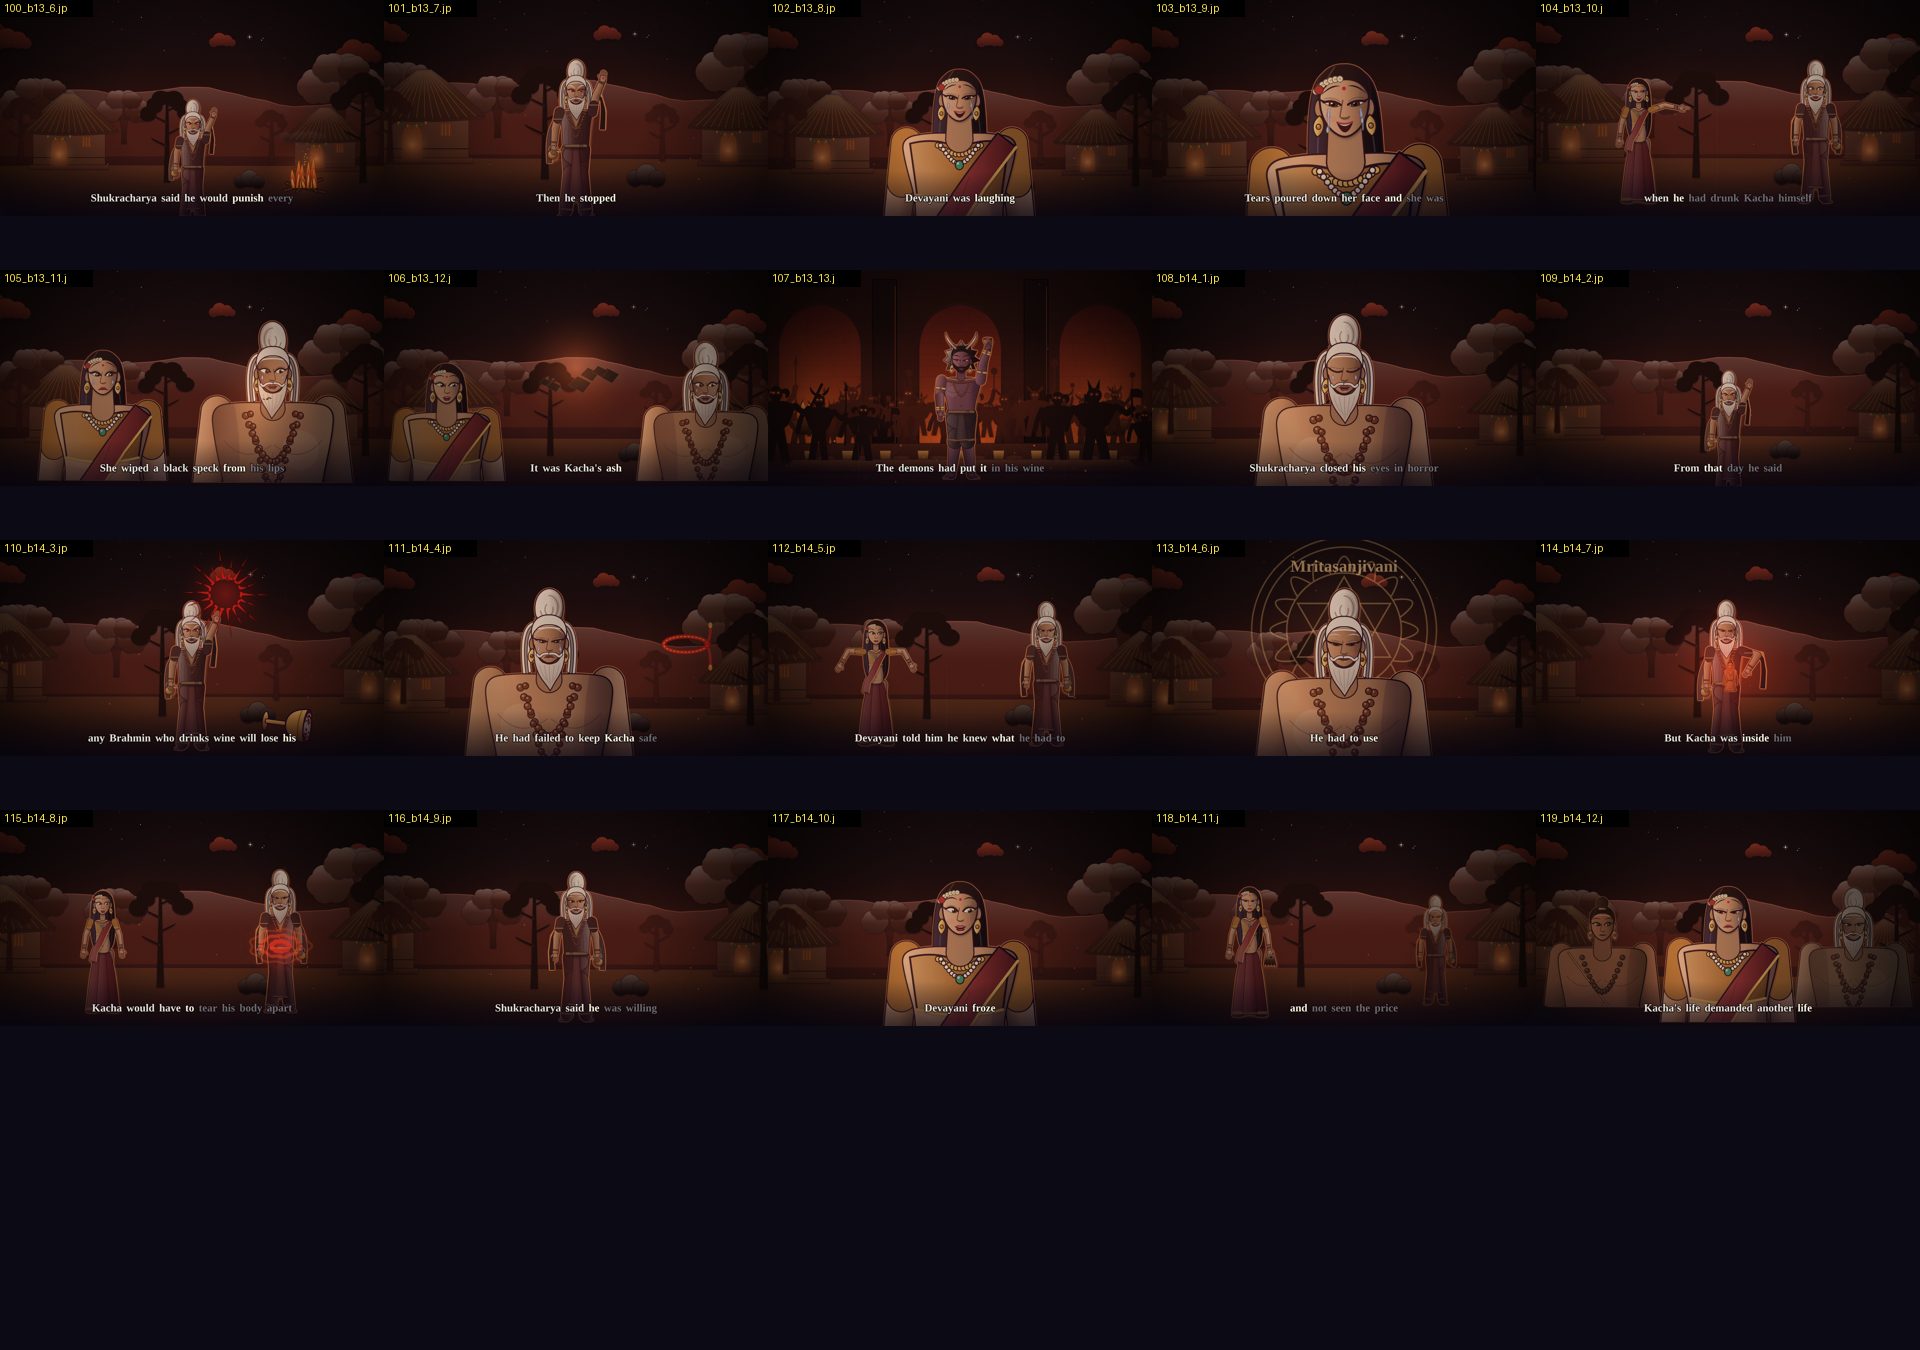 100_b13_6.jp
101_b13_7.jp
102_b13_8.jp
103_b13_9.jp
104_b13_10.j
Shukracharya said he would punish every
Then he stopped
Devayani was laughing
Tears poured down her face and she was
when he had drunk Kacha himself
105_b13_11.j
106_b13_12.j
107_b13_13.j
108_b14_1.jp
109_b14_2.jp
She wiped a black speck from his lips
It was Kacha's ash
The demons had put it in his wine
Shukracharya closed his eyes in horror
From that day he said
110_b14_3.jp
111_b14_4.jp
112_b14_5.jp
113_b14_6.jp
114_b14_7.jp
Mritasanjivani
any Brahmin who drinks wine will lose his
He had failed to keep Kacha safe
Devayani told him he knew what he had to
He had to use
But Kacha was inside him
115_b14_8.jp
116_b14_9.jp
117_b14_10.j
118_b14_11.j
119_b14_12.j
Kacha would have to tear his body apart
Shukracharya said he was willing
Devayani froze
and not seen the price
Kacha's life demanded another life